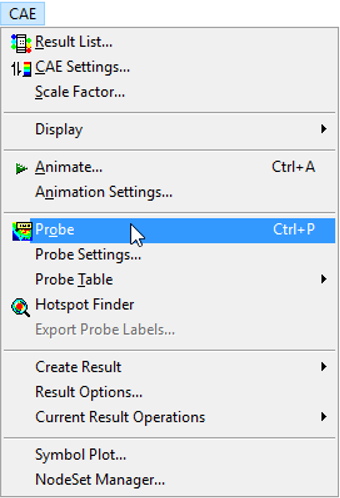 CAE
Result List...
CAE Settings...
Scale Factor...
Display
Animate... Ctrl+A
Animation Settings...
Probe Ctrl+P
Probe Settings...
Probe Table
Hotspot Finder
Export Probe Labels...
Create Result
Result Options...
Current Result Operations
Symbol Plot...
NodeSet Manager...